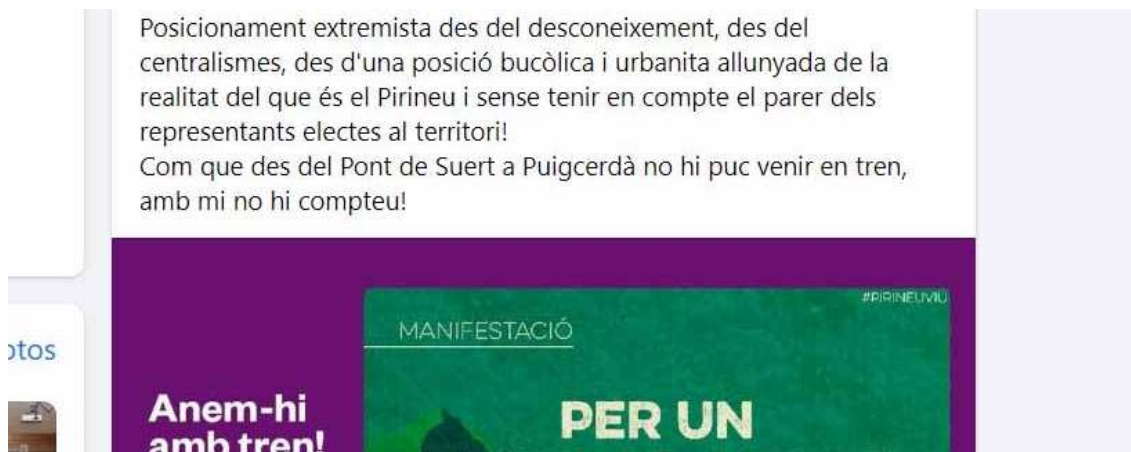 Posicionament extremista des del desconeixement, des del
centralismes, des d'una posició bucòlica i urbanita allunyada de la
realitat del que és el Pirineu i sense tenir en compte el parer dels
representants electes al territori!
Com que des del Pont de Suert a Puigcerdà no hi puc venir en tren,
amb mi no hi compteu!
#PIRINEUVIU
MANIFESTACIÓ
otos
Anem-hi
amb tren!
PER UN